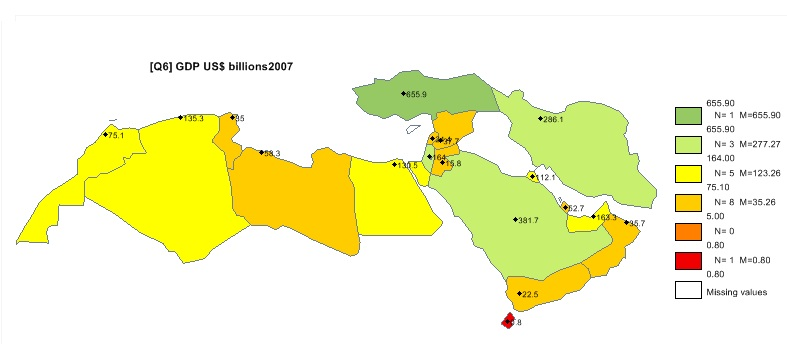 [Q6] GDP US$ billions2007
655.9
286.1
135.3
35
75.1
58.3
130.5
164
15.8
112.1
52.7
163.3
35.7
381.7
22.5
0.8
655.90
N= 1 M=655.90
655.90
N= 3 M=277.27
164.00
N= 5 M=123.26
75.10
N= 8 M=35.26
5.00
N= 0
0.80
N= 1 M=0.80
0.80
Missing values